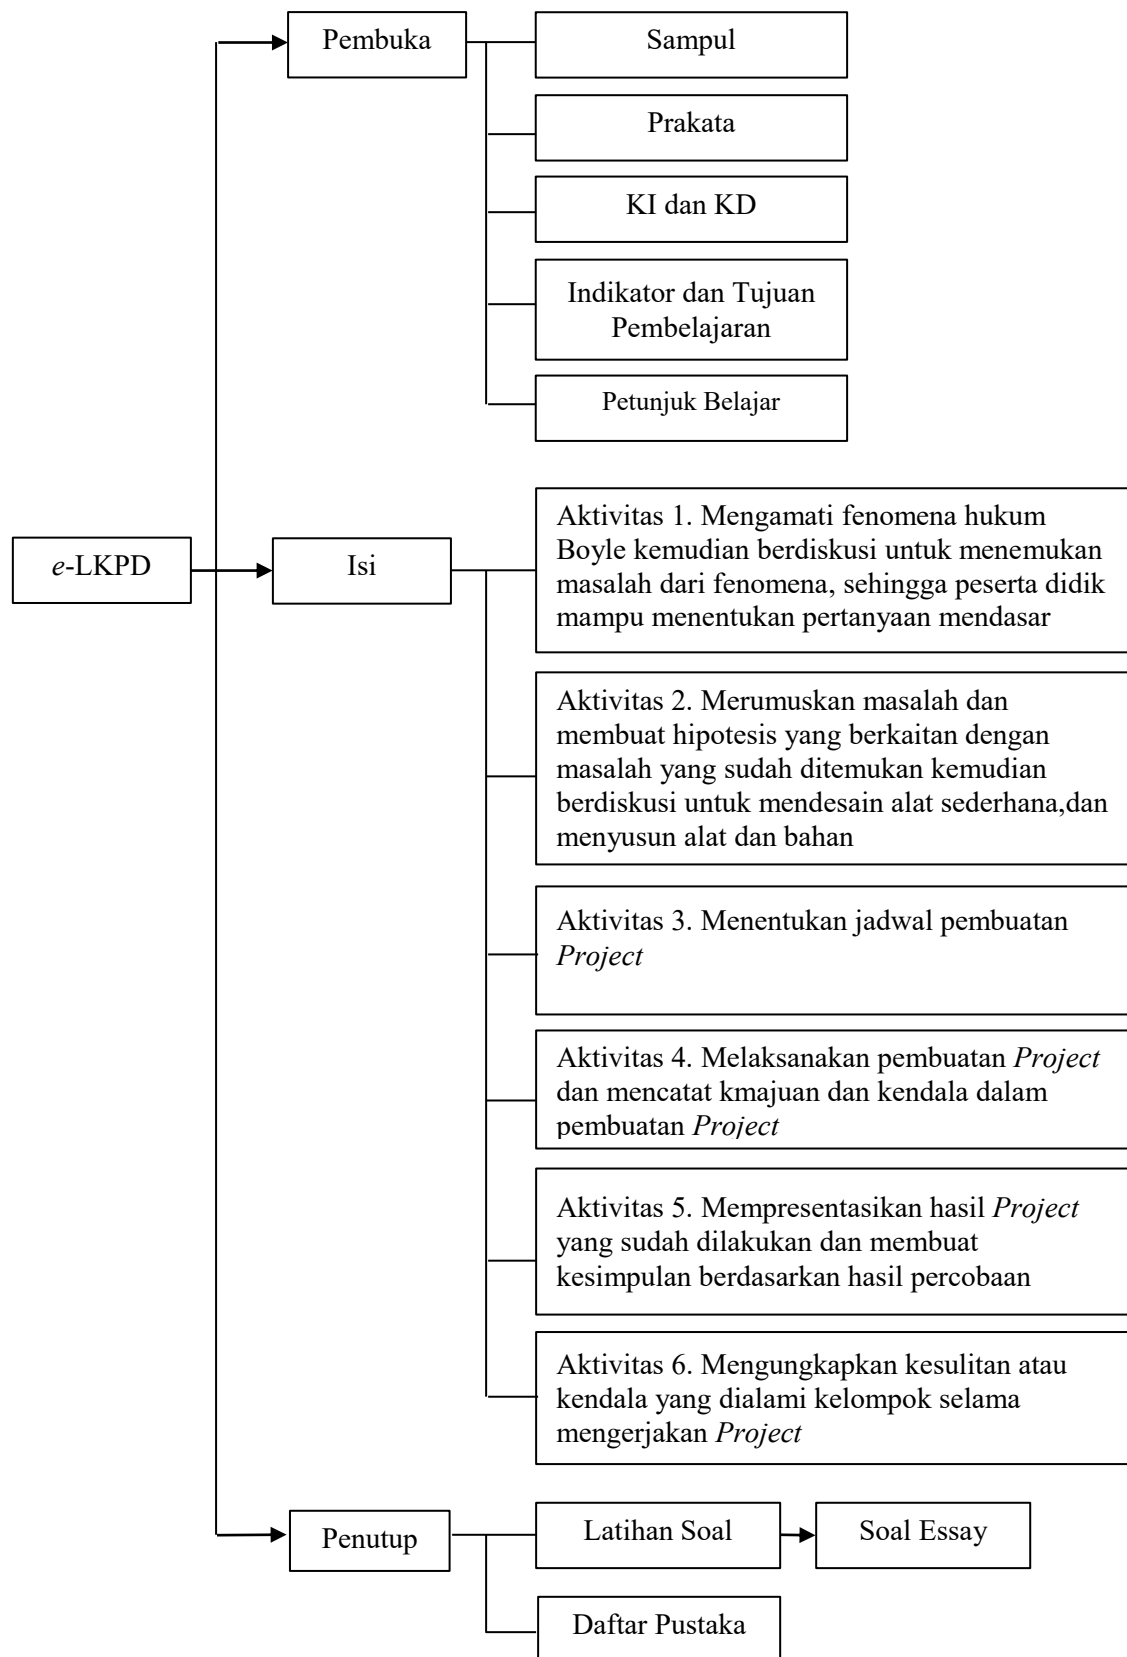 Pembuka
Sampul
Prakata
KI dan KD
Indikator dan Tujuan
Pembelajaran
Petunjuk Belajar
e-LKPD
Isi
Aktivitas 1. Mengamati fenomena hukum
Boyle kemudian berdiskusi untuk menemukan
masalah dari fenomena, sehingga peserta didik
mampu menentukan pertanyaan mendasar
Aktivitas 2. Merumuskan masalah dan
membuat hipotesis yang berkaitan dengan
masalah yang sudah ditemukan kemudian
berdiskusi untuk mendesain alat sederhana,dan
menyusun alat dan bahan
Aktivitas 3. Menentukan jadwal pembuatan
Project
Aktivitas 4. Melaksanakan pembuatan Project
dan mencatat kmajuan dan kendala dalam
pembuatan Project
Aktivitas 5. Mempresentasikan hasil Project
yang sudah dilakukan dan membuat
kesimpulan berdasarkan hasil percobaan
Aktivitas 6. Mengungkapkan kesulitan atau
kendala yang dialami kelompok selama
mengerjakan Project
Penutup
Latihan Soal
Soal Essay
Daftar Pustaka